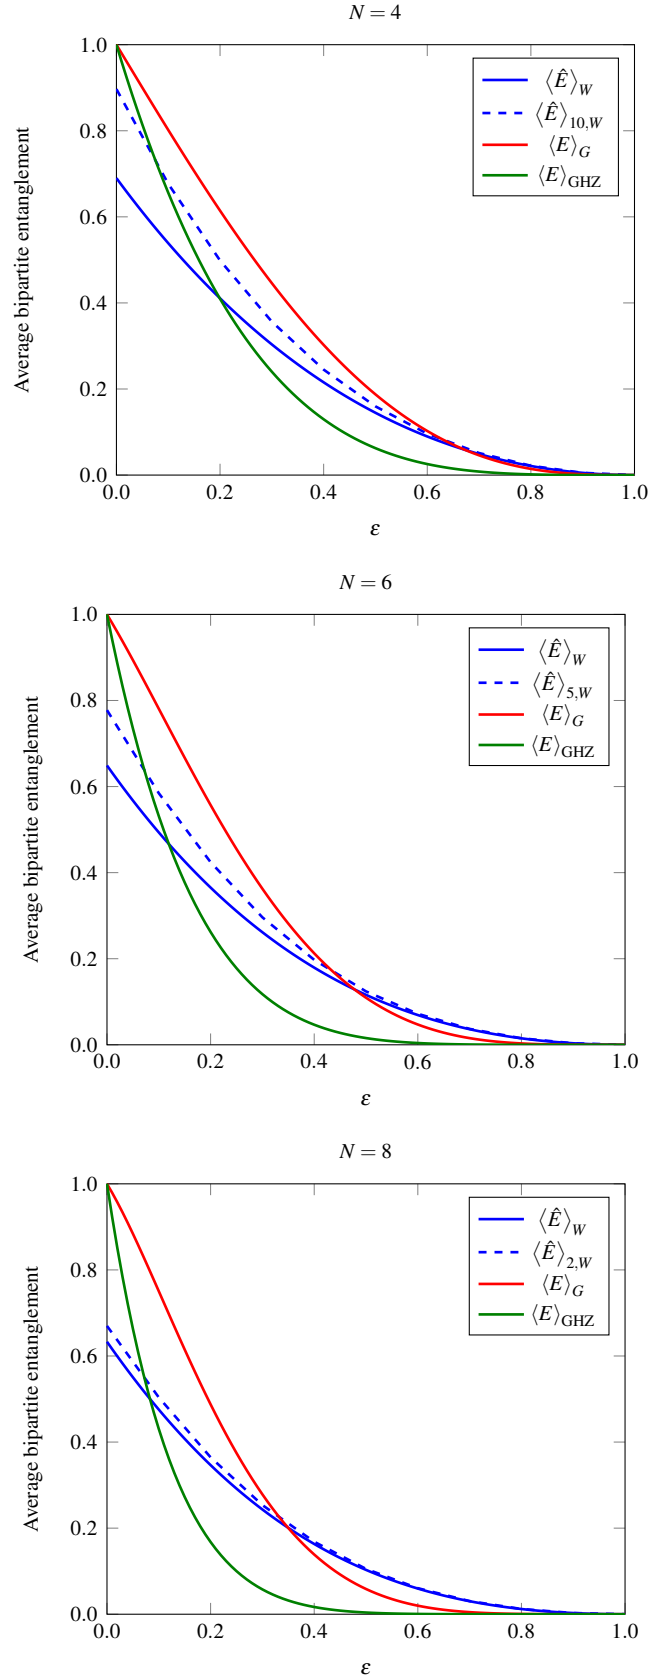 N = 4
1.0
0.8
0.6
0.4
0.2
0.0
Average bipartite entanglement
⟨Ê⟩_W
⟨Ê⟩_{10,W}
⟨E⟩_G
⟨E⟩_GHZ
0.0 0.2 0.4 0.6 0.8 1.0
ε
N = 6
1.0
0.8
0.6
0.4
0.2
0.0
Average bipartite entanglement
⟨Ê⟩_W
⟨Ê⟩_{5,W}
⟨E⟩_G
⟨E⟩_GHZ
0.0 0.2 0.4 0.6 0.8 1.0
ε
N = 8
1.0
0.8
0.6
0.4
0.2
0.0
Average bipartite entanglement
⟨Ê⟩_W
⟨Ê⟩_{2,W}
⟨E⟩_G
⟨E⟩_GHZ
0.0 0.2 0.4 0.6 0.8 1.0
ε